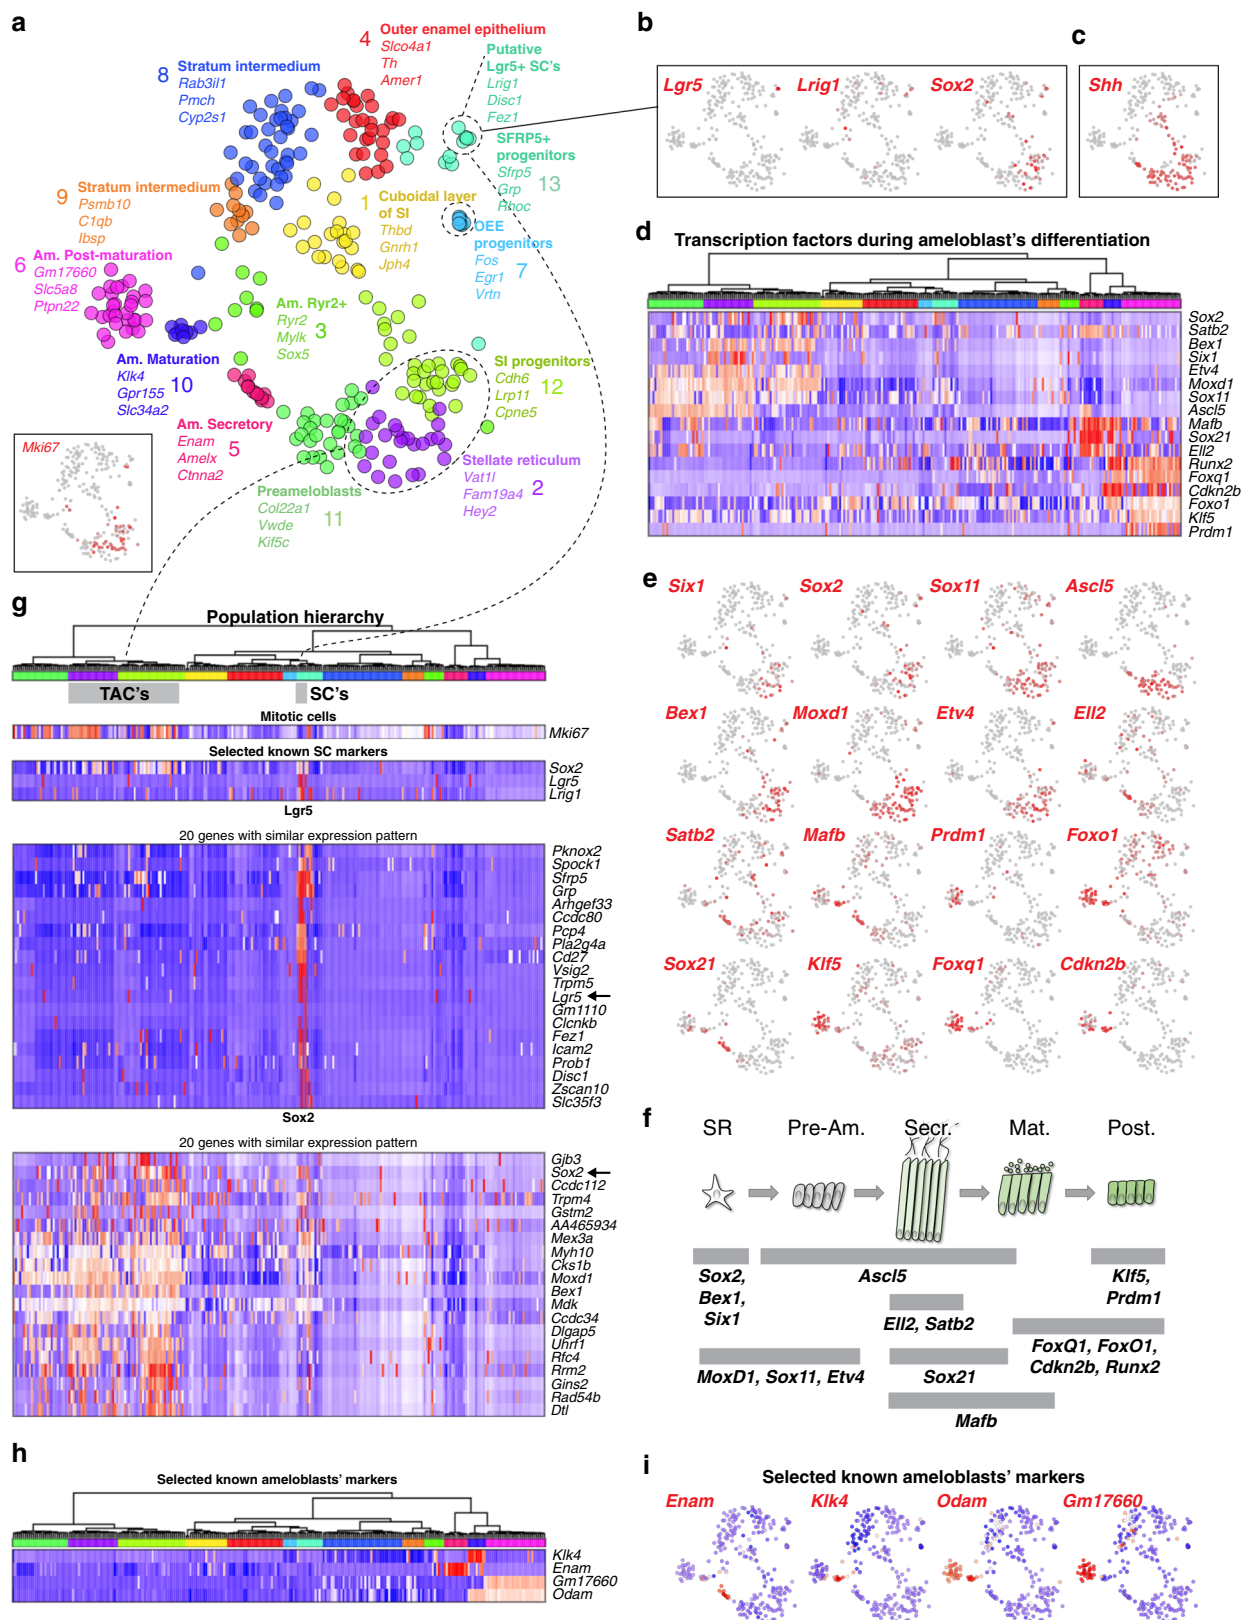 a
4
Outer enamel epithelium
Slco4a1
Th
Amer1
8
Stratum intermedium
Rab3il1
Pmch
Cyp2s1
Putative
Lgr5+ SC's
Lrig1
Disc1
Fez1
SFRP5+
progenitors
Sfrp5
Grp
Rhoc
13
9
Stratum intermedium
Psmb10
C1qb
Ibsp
1
Cuboidal layer
of SI
Thbd
Gnrh1
Jph4
OEE
progenitors
Fos
Egr1
Vrtn
7
6
Am. Post-maturation
Gm17660
Slc5a8
Ptpn22
Am. Ryr2+
Ryr2
Mylk
Sox5
3
Am. Maturation
Klk4
Gpr155
Slc34a2
10
SI progenitors
Cdh6
Lrp11
Cpne5
12
Am. Secretory
Enam
Amelx
Ctnna2
5
Stellate reticulum
Vat1l
Fam19a4
Hey2
2
Preameloblasts
Col22a1
Vwde
Kif5c
11
Mki67
b
Lgr5
Lrig1
Sox2
c
Shh
d
Transcription factors during ameloblast's differentiation
Sox2
Satb2
Bex1
Six1
Etv4
Moxd1
Sox11
Ascl5
Mafb
Sox21
Ell2
Runx2
Foxq1
Cdkn2b
Foxo1
Klf5
Prdm1
e
Six1
Sox2
Sox11
Ascl5
Bex1
Moxd1
Etv4
Ell2
Satb2
Mafb
Prdm1
Foxo1
Sox21
Klf5
Foxq1
Cdkn2b
f
SR
Pre-Am.
Secr.
Mat.
Post.
Sox2,
Bex1,
Six1
Ascl5
Klf5,
Prdm1
Ell2, Satb2
FoxQ1, FoxO1,
Cdkn2b, Runx2
MoxD1, Sox11, Etv4
Sox21
Mafb
g
Population hierarchy
TAC's
SC's
Mitotic cells
Mki67
Selected known SC markers
Sox2
Lgr5
Lrig1
Lgr5
20 genes with similar expression pattern
Pknox2
Spock1
Sfrp5
Grp
Arhgef33
Ccdc80
Pcp4
Pla2g4a
Cd27
Vsig2
Trpm5
Lgr5
Gm1110
Clcnkb
Fez1
Icam2
Prob1
Disc1
Zscan10
Slc35f3
Sox2
20 genes with similar expression pattern
Gjb3
Sox2
Ccdc112
Trpm4
Gstm2
AA465934
Mex3a
Myh10
Cks1b
Moxd1
Bex1
Mdk
Ccdc34
Dlgap5
Uhrf1
Rfc4
Rrm2
Gins2
Rad54b
Dtl
h
Selected known ameloblasts' markers
Klk4
Enam
Gm17660
Odam
i
Selected known ameloblasts' markers
Enam
Klk4
Odam
Gm17660